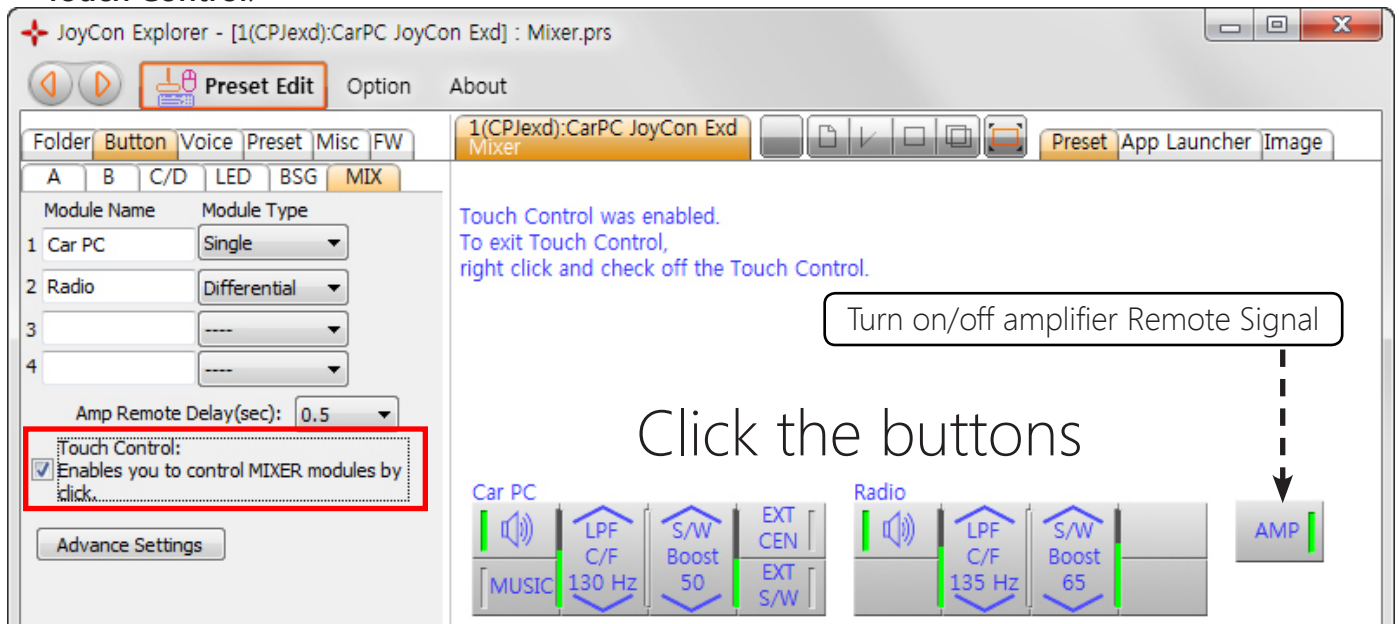 Touch Control.)
JoyCon Explorer - [1(CPJexd):CarPC JoyCon Exd] : Mixer.prs
Preset Edit Option About
Folder Button Voice Preset Misc FW
1(CPJexd):CarPC JoyCon Exd
Mixer
Preset App Launcher Image
A B C/D LED BSG MIX
Module Name Module Type
1 Car PC Single
2 Radio Differential
3 ----
4 ----
Amp Remote Delay(sec): 0.5
Touch Control:
Enables you to control MIXER modules by
click.
Advance Settings
Touch Control was enabled.
To exit Touch Control,
right click and check off the Touch Control.
Turn on/off amplifier Remote Signal
Click the buttons
Car PC
MUSIC
LPF
C/F
130 Hz
S/W
Boost
50
EXT
CEN
EXT
S/W
Radio
LPF
C/F
135 Hz
S/W
Boost
65
AMP